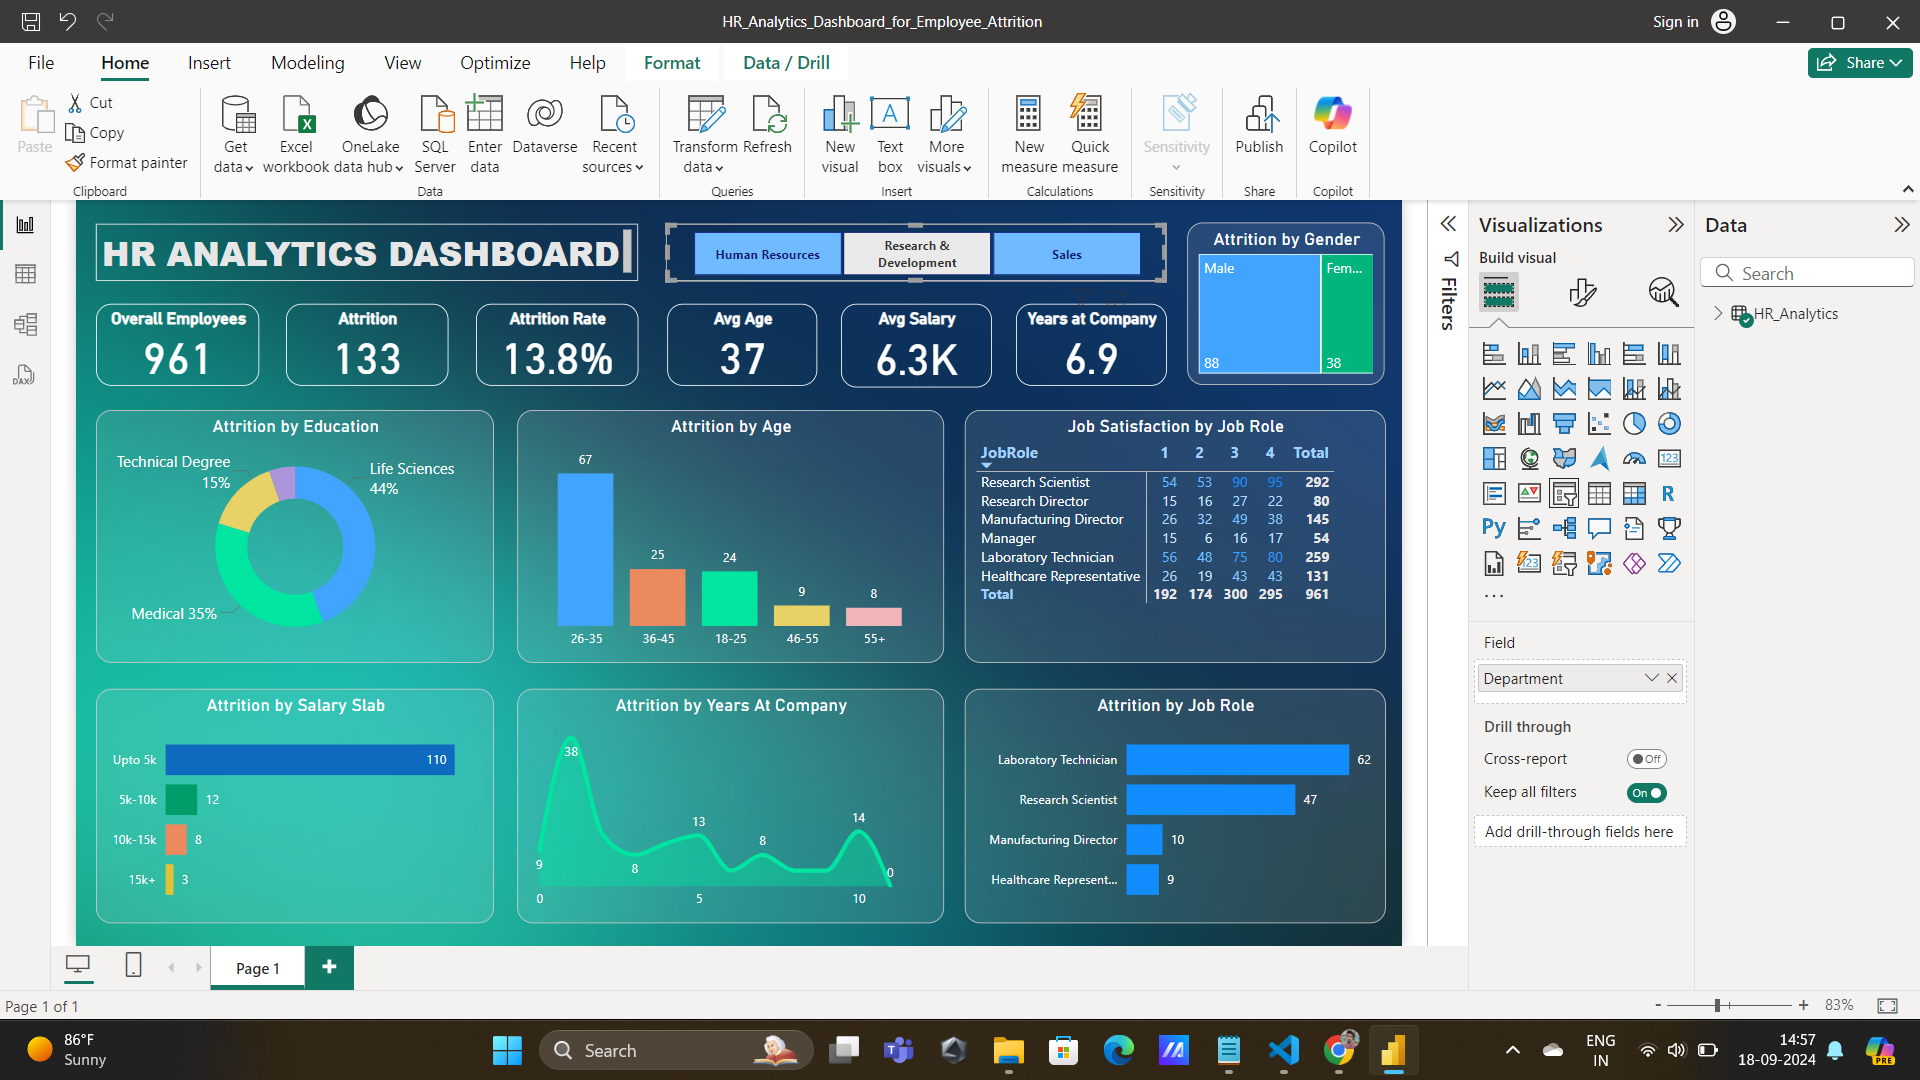 HR_Analytics_Dashboard_for_Employee_Attrition
Sign in
File Home Insert Modeling View Optimize Help Format Data / Drill
Share
Paste
Cut
Copy
Format painter
Clipboard
Get data
Excel workbook
OneLake data hub
SQL Server
Enter data
Dataverse
Recent sources
Data
Transform data
Refresh
Queries
New visual
Text box
More visuals
Insert
New measure
Quick measure
Calculations
Sensitivity
Sensitivity
Publish
Share
Copilot
Copilot
HR ANALYTICS DASHBOARD
Human Resources
Research & Development
Sales
Attrition by Gender
Male
Fem...
88
38
Overall Employees
961
Attrition
133
Attrition Rate
13.8%
Avg Age
37
Avg Salary
6.3K
Years at Company
6.9
Attrition by Education
Technical Degree
15%
Life Sciences
44%
Medical 35%
Attrition by Age
67
25
24
9
8
26-35 36-45 18-25 46-55 55+
Job Satisfaction by Job Role
JobRole 1 2 3 4 Total
Research Scientist 54 53 90 95 292
Research Director 15 16 27 22 80
Manufacturing Director 26 32 49 38 145
Manager 15 6 16 17 54
Laboratory Technician 56 48 75 80 259
Healthcare Representative 26 19 43 43 131
Total 192 174 300 295 961
Attrition by Salary Slab
Upto 5k 110
5k-10k 12
10k-15k 8
15k+ 3
Attrition by Years At Company
38
13
14
8
9
8
0
0 5 10
Attrition by Job Role
Laboratory Technician 62
Research Scientist 47
Manufacturing Director 10
Healthcare Represent... 9
Filters
Visualizations
Build visual
123
R
Py
123
...
Field
Department
Drill through
Cross-report Off
Keep all filters On
Add drill-through fields here
Data
Search
HR_Analytics
DAX
Page 1
+
Page 1 of 1
- + 83%
86°F
Sunny
Search
ENG
IN
14:57
18-09-2024
PRE